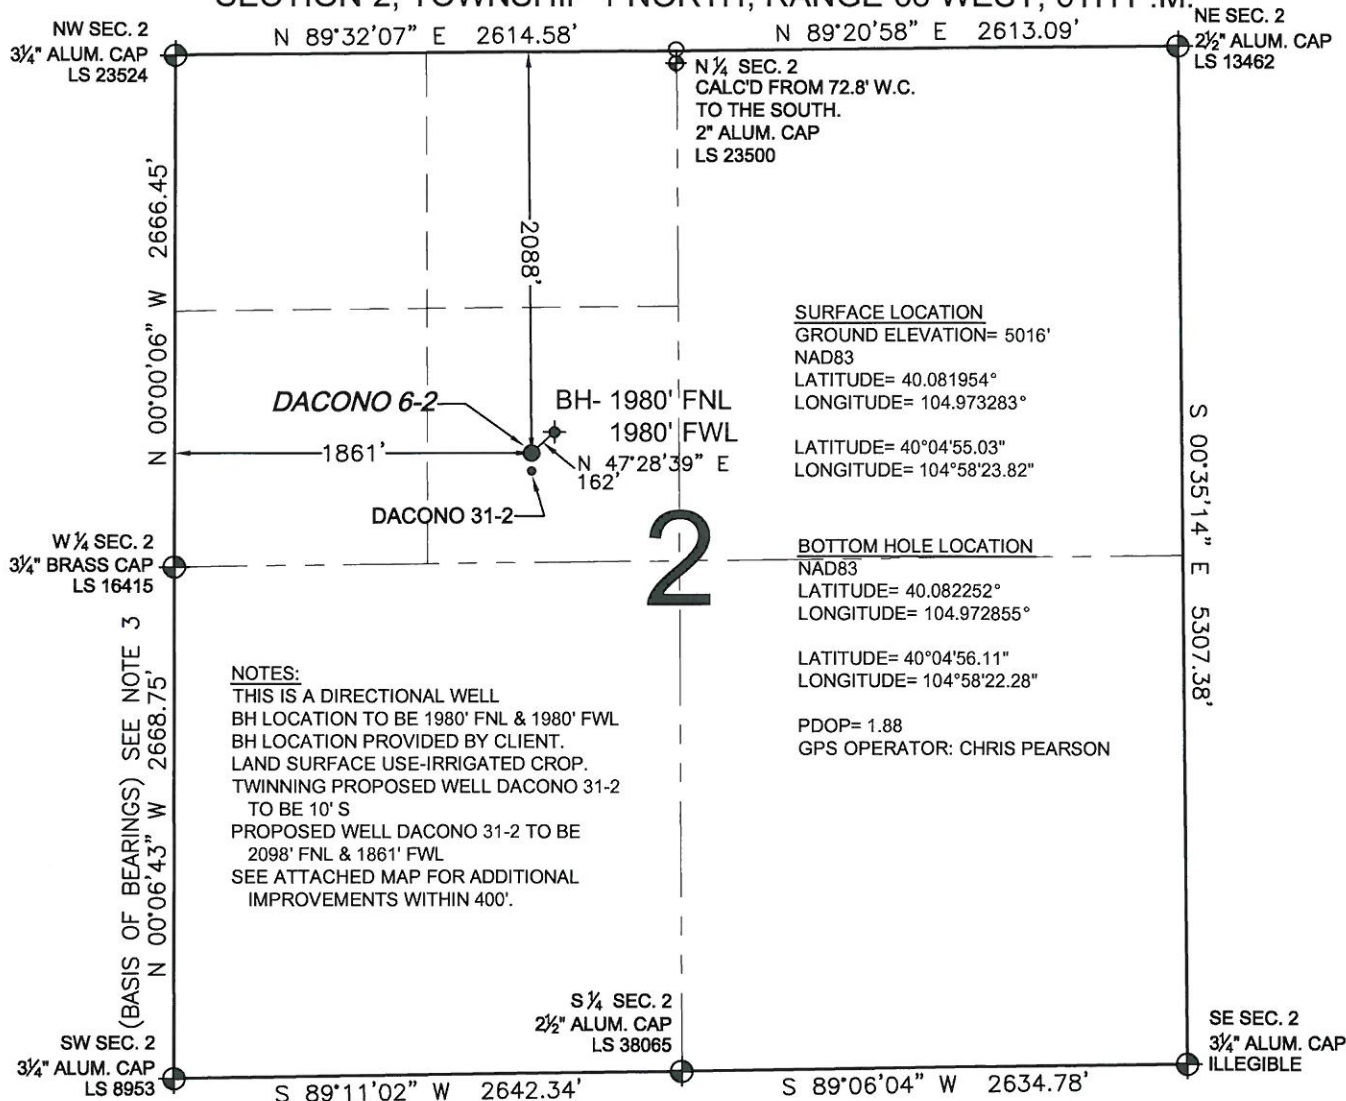 NW SEC. 2
3¼" ALUM. CAP
LS 23524
N 89°32'07" E 2614.58'
N 89°20'58" E 2613.09'
NE SEC. 2
2½" ALUM. CAP
LS 13462
N ¼ SEC. 2
CALC'D FROM 72.8' W.C.
TO THE SOUTH.
2" ALUM. CAP
LS 23500
N 00°00'06" W 2666.45'
2088'
SURFACE LOCATION
GROUND ELEVATION= 5016'
NAD83
LATITUDE= 40.081954°
LONGITUDE= 104.973283°
LATITUDE= 40°04'55.03"
LONGITUDE= 104°58'23.82"
DACONO 6-2
BH- 1980' FNL
1980' FWL
1861'
N 47°28'39" E
162'
DACONO 31-2
2
S 00°35'14" E 5307.38'
W ¼ SEC. 2
3¼" BRASS CAP
LS 16415
BOTTOM HOLE LOCATION
NAD83
LATITUDE= 40.082252°
LONGITUDE= 104.972855°
LATITUDE= 40°04'56.11"
LONGITUDE= 104°58'22.28"
PDOP= 1.88
GPS OPERATOR: CHRIS PEARSON
(BASIS OF BEARINGS) SEE NOTE 3
N 00°06'43" W 2668.75'
NOTES:
THIS IS A DIRECTIONAL WELL
BH LOCATION TO BE 1980' FNL & 1980' FWL
BH LOCATION PROVIDED BY CLIENT.
LAND SURFACE USE-IRRIGATED CROP.
TWINNING PROPOSED WELL DACONO 31-2
TO BE 10' S
PROPOSED WELL DACONO 31-2 TO BE
2098' FNL & 1861' FWL
SEE ATTACHED MAP FOR ADDITIONAL
IMPROVEMENTS WITHIN 400'.
SW SEC. 2
3¼" ALUM. CAP
LS 8953
S 89°11'02" W 2642.34'
S ¼ SEC. 2
2½" ALUM. CAP
LS 38065
S 89°06'04" W 2634.78'
SE SEC. 2
3¼" ALUM. CAP
ILLEGIBLE